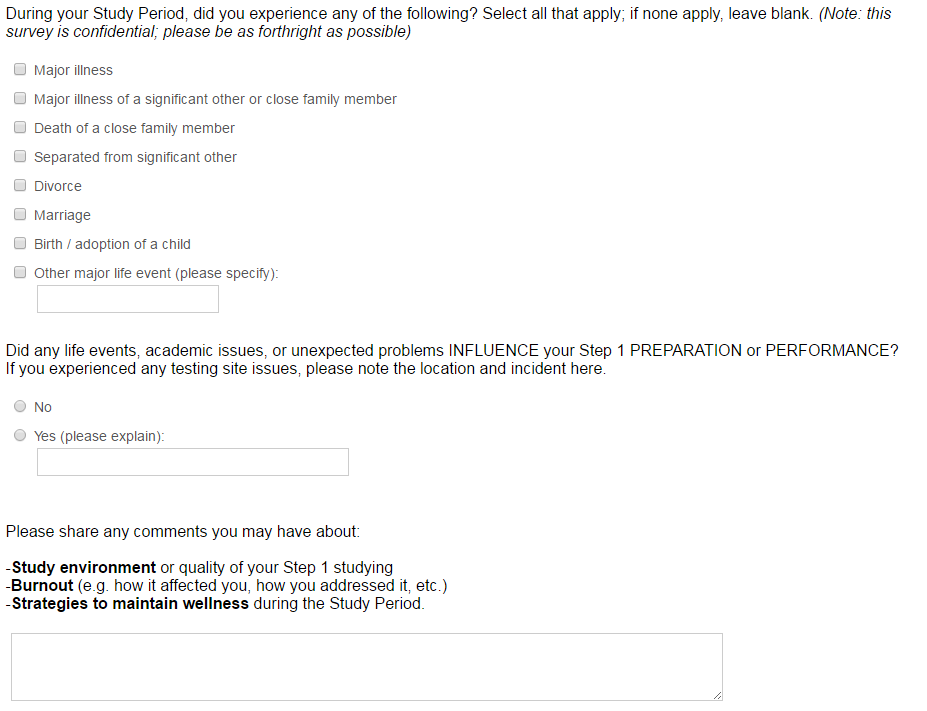 During your Study Period, did you experience any of the following? Select all that apply; if none apply, leave blank. (Note: this
survey is confidential; please be as forthright as possible)
Major illness
Major illness of a significant other or close family member
Death of a close family member
Separated from significant other
Divorce
Marriage
Birth / adoption of a child
Other major life event (please specify):
Did any life events, academic issues, or unexpected problems INFLUENCE your Step 1 PREPARATION or PERFORMANCE?
If you experienced any testing site issues, please note the location and incident here.
No
Yes (please explain):
Please share any comments you may have about:
-Study environment or quality of your Step 1 studying
-Burnout (e.g. how it affected you, how you addressed it, etc.)
-Strategies to maintain wellness during the Study Period.